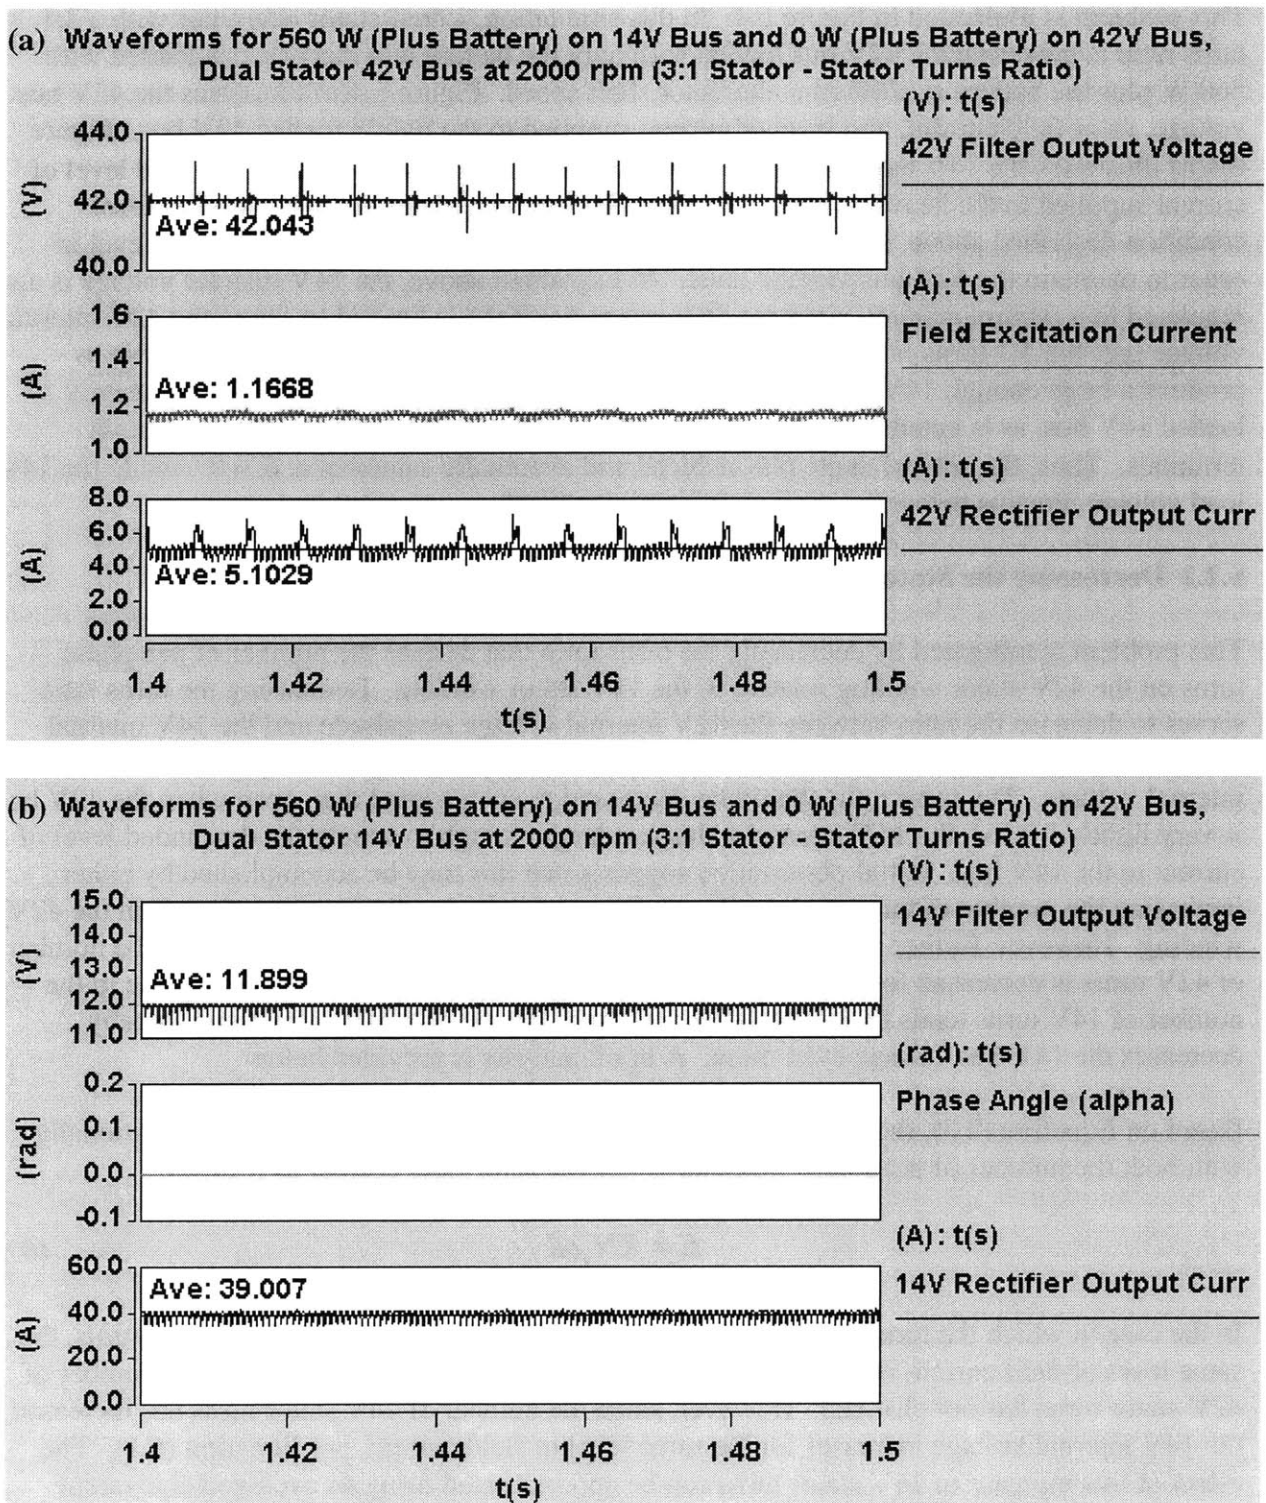 (a) Waveforms for 560 W (Plus Battery) on 14V Bus and 0 W (Plus Battery) on 42V Bus,
Dual Stator 42V Bus at 2000 rpm (3:1 Stator - Stator Turns Ratio)
(V) : t(s)
42V Filter Output Voltage
44.0
42.0
40.0
(V)
Ave: 42.043
(A) : t(s)
Field Excitation Current
1.6
1.4
1.2
1.0
(A)
Ave: 1.1668
(A) : t(s)
42V Rectifier Output Curr
8.0
6.0
4.0
2.0
0.0
(A)
Ave: 5.1029
1.4 1.42 1.44 1.46 1.48 1.5
t(s)
(b) Waveforms for 560 W (Plus Battery) on 14V Bus and 0 W (Plus Battery) on 42V Bus,
Dual Stator 14V Bus at 2000 rpm (3:1 Stator - Stator Turns Ratio)
(V) : t(s)
14V Filter Output Voltage
15.0
14.0
13.0
12.0
11.0
(V)
Ave: 11.899
(rad) : t(s)
Phase Angle (alpha)
0.2
0.1
0.0
-0.1
(rad)
(A) : t(s)
14V Rectifier Output Curr
60.0
40.0
20.0
0.0
(A)
Ave: 39.007
1.4 1.42 1.44 1.46 1.48 1.5
t(s)